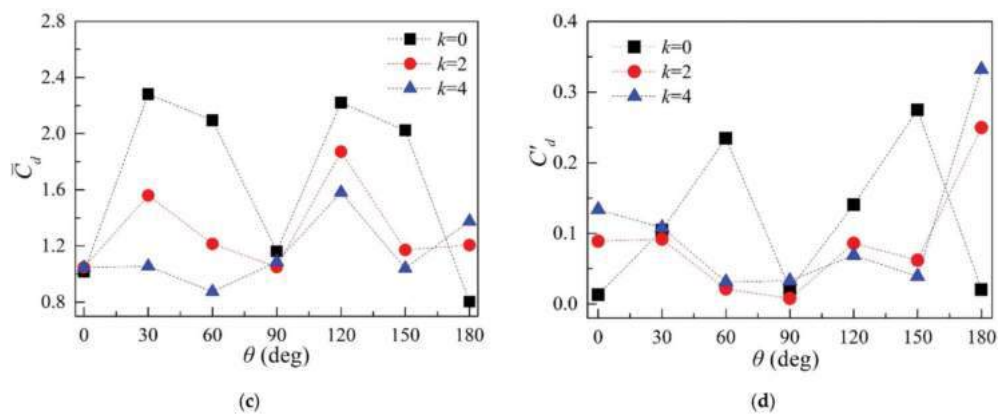 2.8
2.4
2.0
1.6
1.2
0.8
C̄d
k=0
k=2
k=4
0 30 60 90 120 150 180
θ (deg)
(c)
0.4
0.3
0.2
0.1
0.0
C'd
k=0
k=2
k=4
0 30 60 90 120 150 180
θ (deg)
(d)